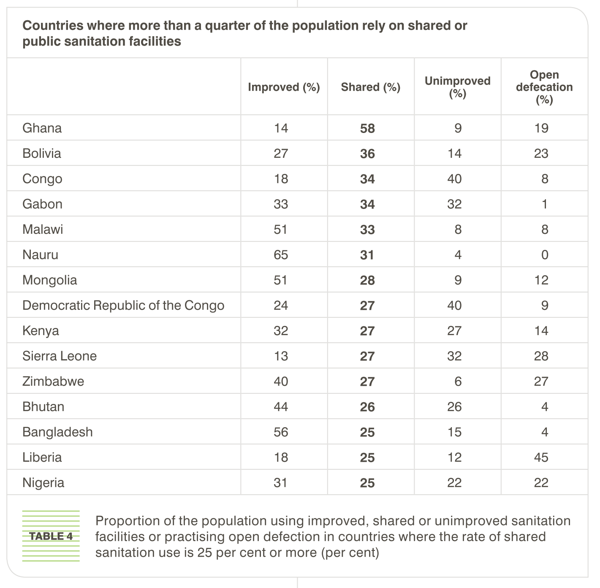 Countries where more than a quarter of the population rely on shared or
public sanitation facilities
Improved (%) Shared (%) Unimproved (%) Open defecation (%)
Ghana 14 58 9 19
Bolivia 27 36 14 23
Congo 18 34 40 8
Gabon 33 34 32 1
Malawi 51 33 8 8
Nauru 65 31 4 0
Mongolia 51 28 9 12
Democratic Republic of the Congo 24 27 40 9
Kenya 32 27 27 14
Sierra Leone 13 27 32 28
Zimbabwe 40 27 6 27
Bhutan 44 26 26 4
Bangladesh 56 25 15 4
Liberia 18 25 12 45
Nigeria 31 25 22 22
TABLE 4
Proportion of the population using improved, shared or unimproved sanitation
facilities or practising open defection in countries where the rate of shared
sanitation use is 25 per cent or more (per cent)